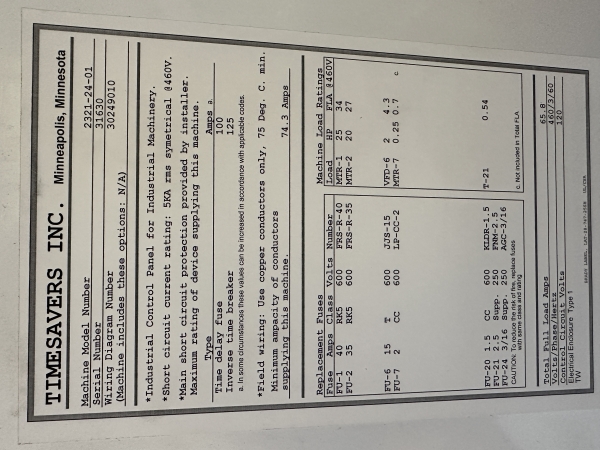 TIMESAVERS INC. Minneapolis, Minnesota
Machine Model Number 2321-24-01
Serial Number 31630
Wiring Diagram Number 30249010
(Machine includes these options: N/A)
*Industrial Control Panel for Industrial Machinery.
*Short circuit current rating: 5KA rms symetrical @460V.
*Main short circuit protection provided by installer.
Maximum rating of device supplying this machine.
Type Amps a.
Time delay fuse 100
Inverse time breaker 125
a. In some circumstances these values can be increased in accordance with applicable codes.
*Field wiring: Use copper conductors only, 75 Deg. C. min.
Minimum ampacity of conductors
supplying this machine. 74.3 Amps
Replacement Fuses
Fuse Amps Class Volts Number
FU-1 40 RK5 600 FRS-R-40
FU-2 35 RK5 600 FRS-R-35
FU-6 15 T 600 JJS-15
FU-7 2 CC 600 LP-CC-2
FU-20 1.5 CC 600 KLDR-1.5
FU-21 2.5 Supp. 250 FNM-2.5
FU-24 3/16 Supp. 250 AGC-3/16
CAUTION: To reduce the risk of fire, replace fuses
with same class and rating
Machine Load Ratings
Load HP FLA @460V
MTR-1 25 34
MTR-2 20 27
VFD-6 2 4.3
MTR-7 0.25 0.7 c
T-21 0.54
c. Not included in Total FLA
Total Full Load Amps 65.8
Volts/Phase/Hertz 460/3/60
Control Circuit Volts 120
Electrical Enclosure Type 1
TW